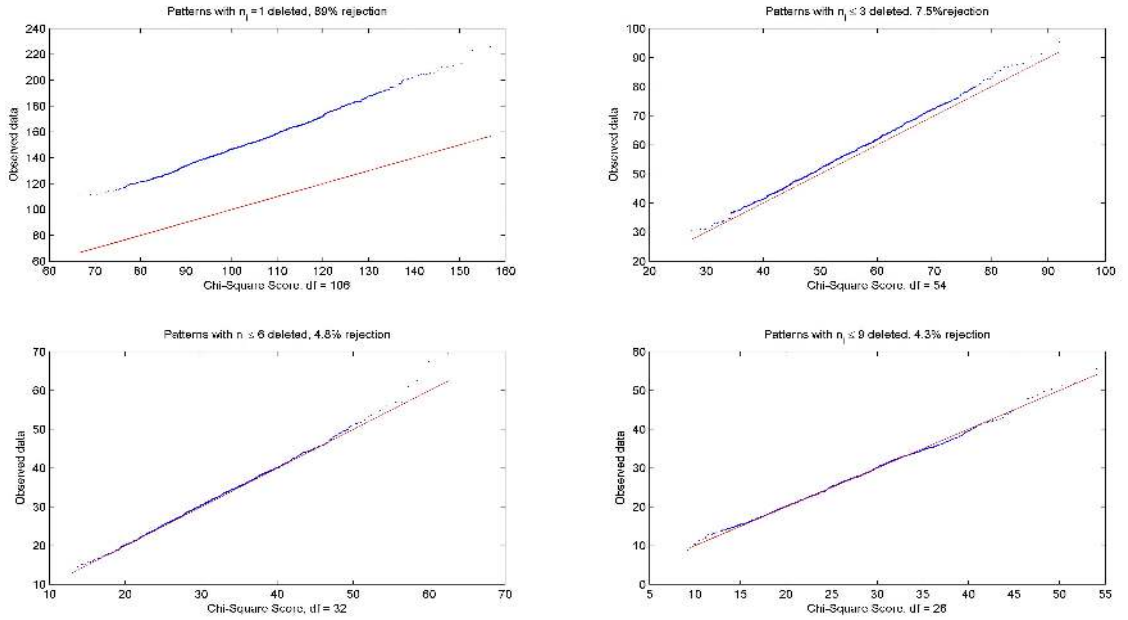 Patterns with n_i =1 deleted, 89% rejection
240
220
200
180
160
140
120
100
80
60
Observed data
60 70 80 90 100 110 120 130 140 150 160
Chi-Square Score, df = 106
Patterns with n_i ≤ 3 deleted. 7.5%rejection
100
90
80
70
60
50
40
30
20
Observed data
20 30 40 50 60 70 80 90 100
Chi-Square Score. df = 54
Patterns with n ≤ 6 deleted, 4.8% rejection
70
60
50
40
30
20
10
Observed data
10 20 30 40 50 60 70
Chi-Square Score, df = 32
Patterns with n_i ≤ 9 deleted. 4.3% rejection
60
50
40
30
20
10
0
Observed data
5 10 15 20 25 30 35 40 45 50 55
Chi-Square Score. df = 26